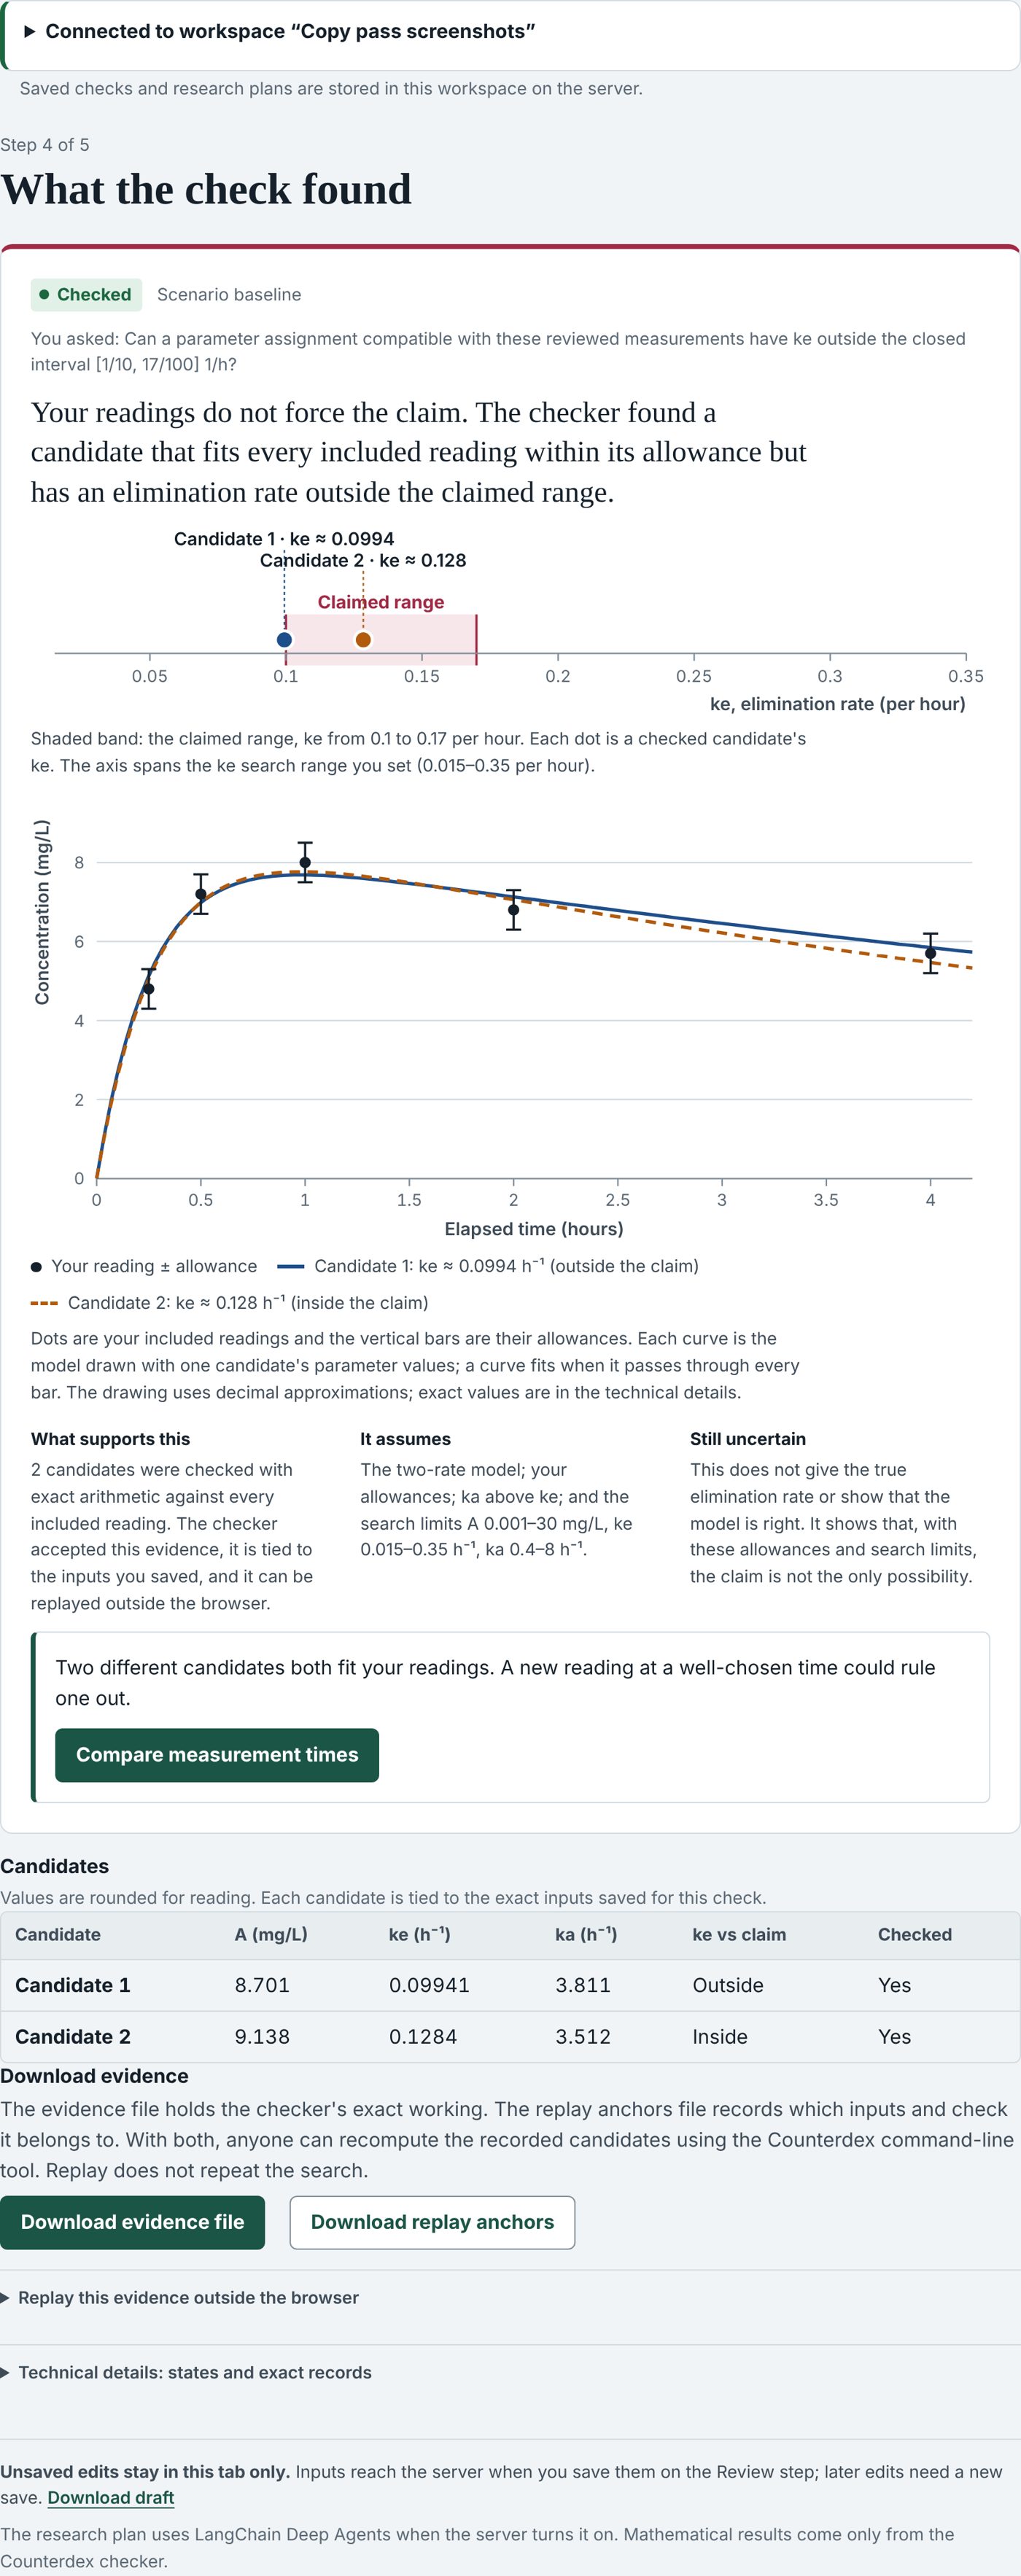 ▶ Connected to workspace “Copy pass screenshots”
Saved checks and research plans are stored in this workspace on the server.
Step 4 of 5
What the check found
Checked Scenario baseline
You asked: Can a parameter assignment compatible with these reviewed measurements have ke outside the closed
interval [1/10, 17/100] 1/h?
Your readings do not force the claim. The checker found a
candidate that fits every included reading within its allowance but
has an elimination rate outside the claimed range.
Candidate 1 · ke ≈ 0.0994
Candidate 2 · ke ≈ 0.128
Claimed range
0.05 0.1 0.15 0.2 0.25 0.3 0.35
ke, elimination rate (per hour)
Shaded band: the claimed range, ke from 0.1 to 0.17 per hour. Each dot is a checked candidate's
ke. The axis spans the ke search range you set (0.015–0.35 per hour).
Concentration (mg/L)
8
6
4
2
0
0 0.5 1 1.5 2 2.5 3 3.5 4
Elapsed time (hours)
Your reading ± allowance Candidate 1: ke ≈ 0.0994 h⁻¹ (outside the claim)
Candidate 2: ke ≈ 0.128 h⁻¹ (inside the claim)
Dots are your included readings and the vertical bars are their allowances. Each curve is the
model drawn with one candidate's parameter values; a curve fits when it passes through every
bar. The drawing uses decimal approximations; exact values are in the technical details.
What supports this
2 candidates were checked with
exact arithmetic against every
included reading. The checker
accepted this evidence, it is tied to
the inputs you saved, and it can be
replayed outside the browser.
It assumes
The two-rate model; your
allowances; ka above ke; and the
search limits A 0.001–30 mg/L, ke
0.015–0.35 h⁻¹, ka 0.4–8 h⁻¹.
Still uncertain
This does not give the true
elimination rate or show that the
model is right. It shows that, with
these allowances and search limits,
the claim is not the only possibility.
Two different candidates both fit your readings. A new reading at a well-chosen time could rule
one out.
Compare measurement times
Candidates
Values are rounded for reading. Each candidate is tied to the exact inputs saved for this check.
Candidate A (mg/L) ke (h⁻¹) ka (h⁻¹) ke vs claim Checked
Candidate 1 8.701 0.09941 3.811 Outside Yes
Candidate 2 9.138 0.1284 3.512 Inside Yes
Download evidence
The evidence file holds the checker's exact working. The replay anchors file records which inputs and check
it belongs to. With both, anyone can recompute the recorded candidates using the Counterdex command-line
tool. Replay does not repeat the search.
Download evidence file Download replay anchors
▶ Replay this evidence outside the browser
▶ Technical details: states and exact records
Unsaved edits stay in this tab only. Inputs reach the server when you save them on the Review step; later edits need a new
save. Download draft
The research plan uses LangChain Deep Agents when the server turns it on. Mathematical results come only from the
Counterdex checker.